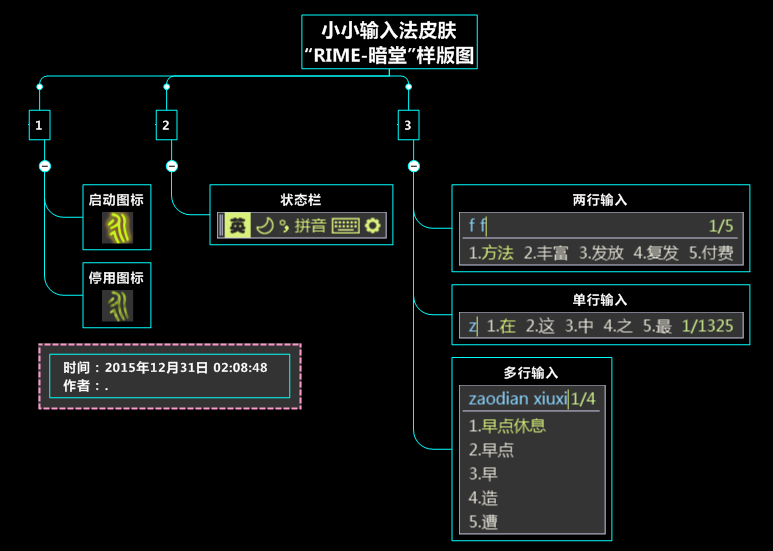 小小输入法皮肤
“RIME-暗堂”样版图
1
2
3
启动图标
停用图标
状态栏
英 拼音
两行输入
f f 1/5
1.方法 2.丰富 3.发放 4.复发 5.付费
单行输入
z 1.在 2.这 3.中 4.之 5.最 1/1325
多行输入
zaodian xiuxi 1/4
1.早点休息
2.早点
3.早
4.造
5.遭
时间：2015年12月31日 02:08:48
作者：.